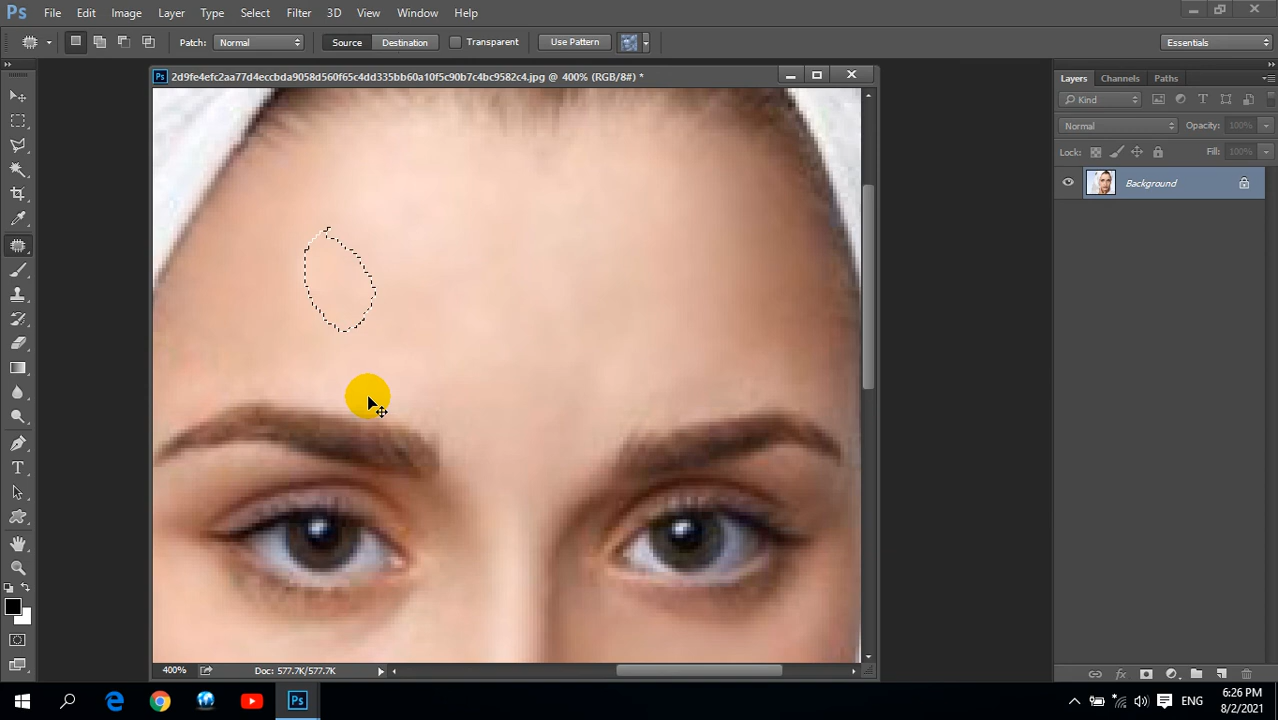 Ps File Edit Image Layer Type Select Filter 3D View Window Help
Patch: Normal Source Destination Transparent Use Pattern Essentials
2d9fe4efc2aa77d4eccbda9058d560f65c4dd335bb60a10f5c90b7c4bc9582c4.jpg @ 400% (RGB/8#) *
Layers Channels Paths
Kind
Normal Opacity: 100%
Lock: Fill: 100%
Background
400% Doc: 577.7K/577.7K
ENG
6:26 PM
8/2/2021